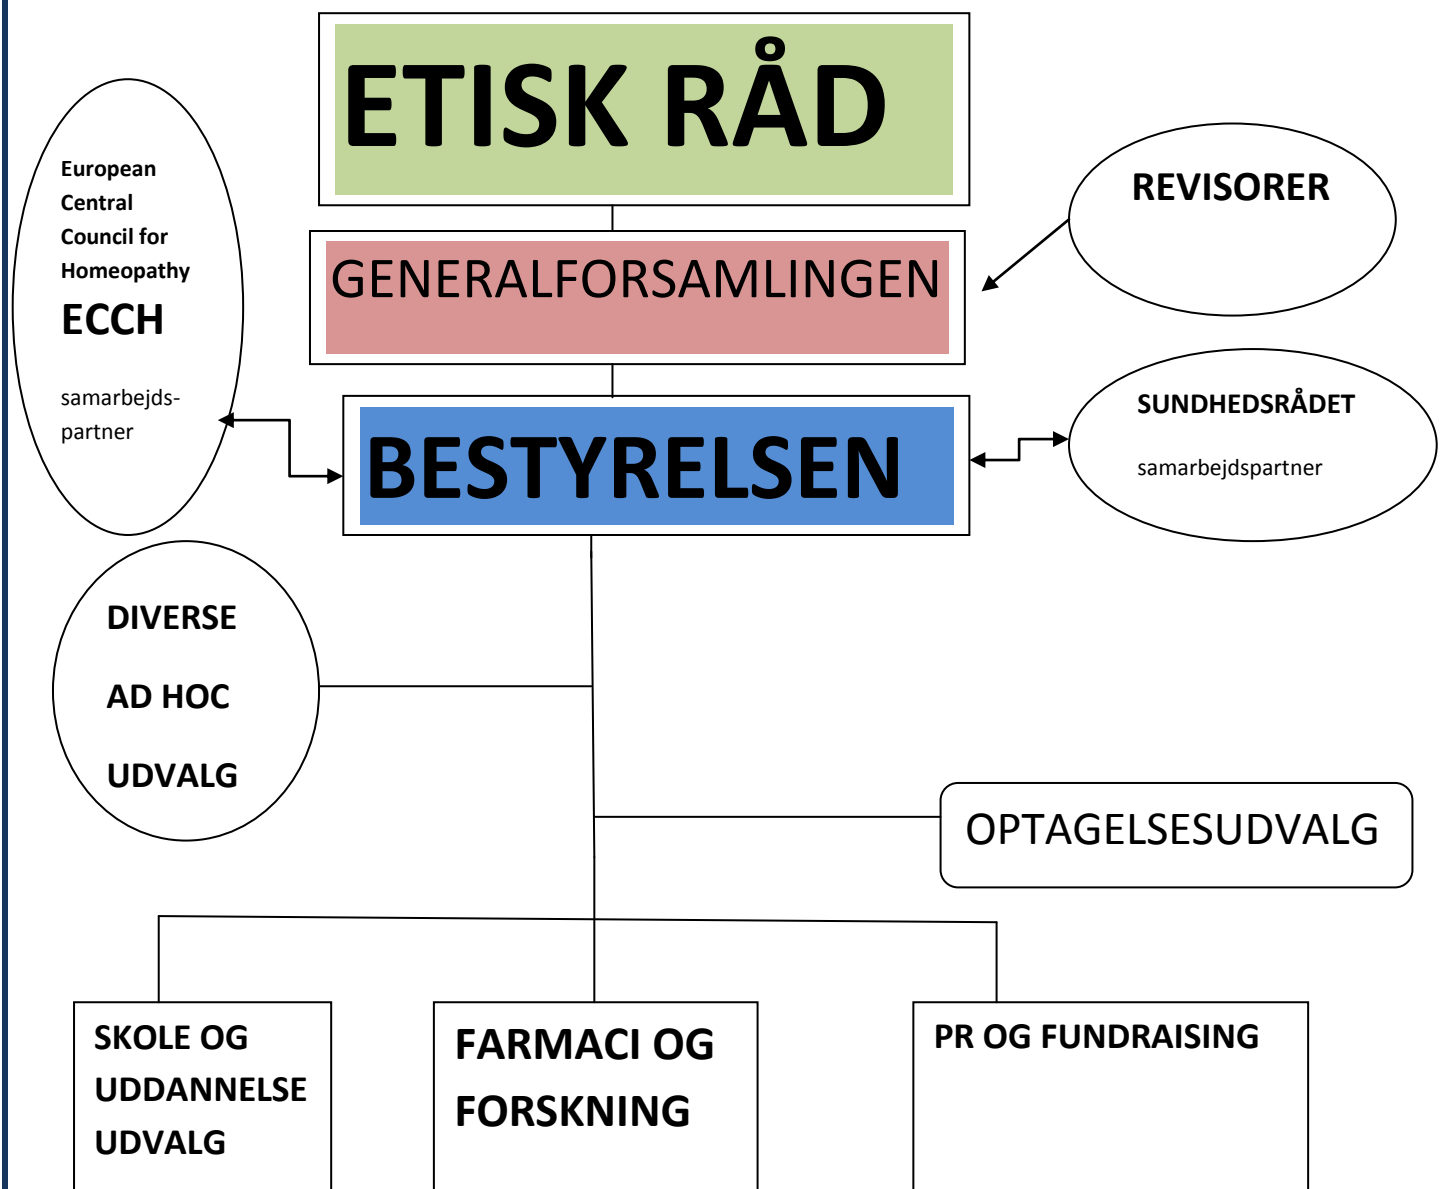 ETISK RÅD
European
Central
Council for
Homeopathy
ECCH
samarbejds-
partner
REVISORER
GENERALFORSAMLINGEN
SUNDHEDSRÅDET
samarbejdspartner
BESTYRELSEN
DIVERSE
AD HOC
UDVALG
OPTAGELSESUDVALG
SKOLE OG
UDDANNELSE
UDVALG
FARMACI OG
FORSKNING
PR OG FUNDRAISING